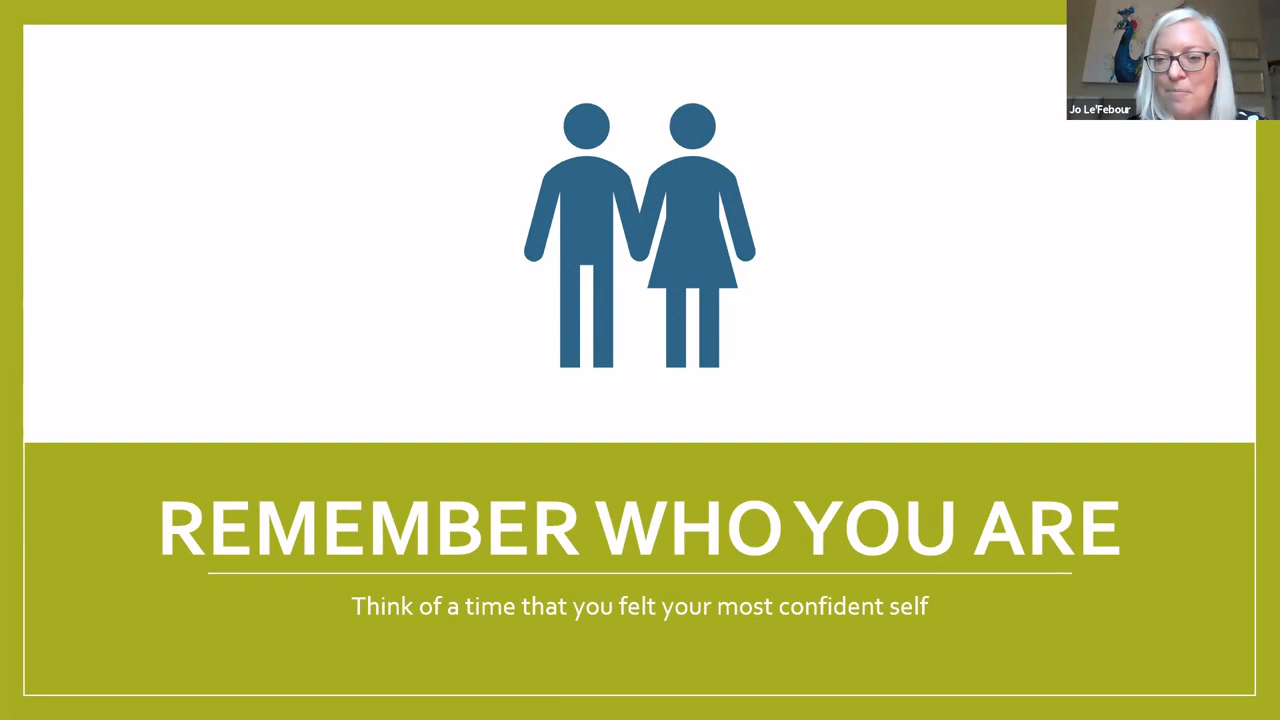 Jo Le'Febour
REMEMBER WHO YOU ARE
Think of a time that you felt your most confident self